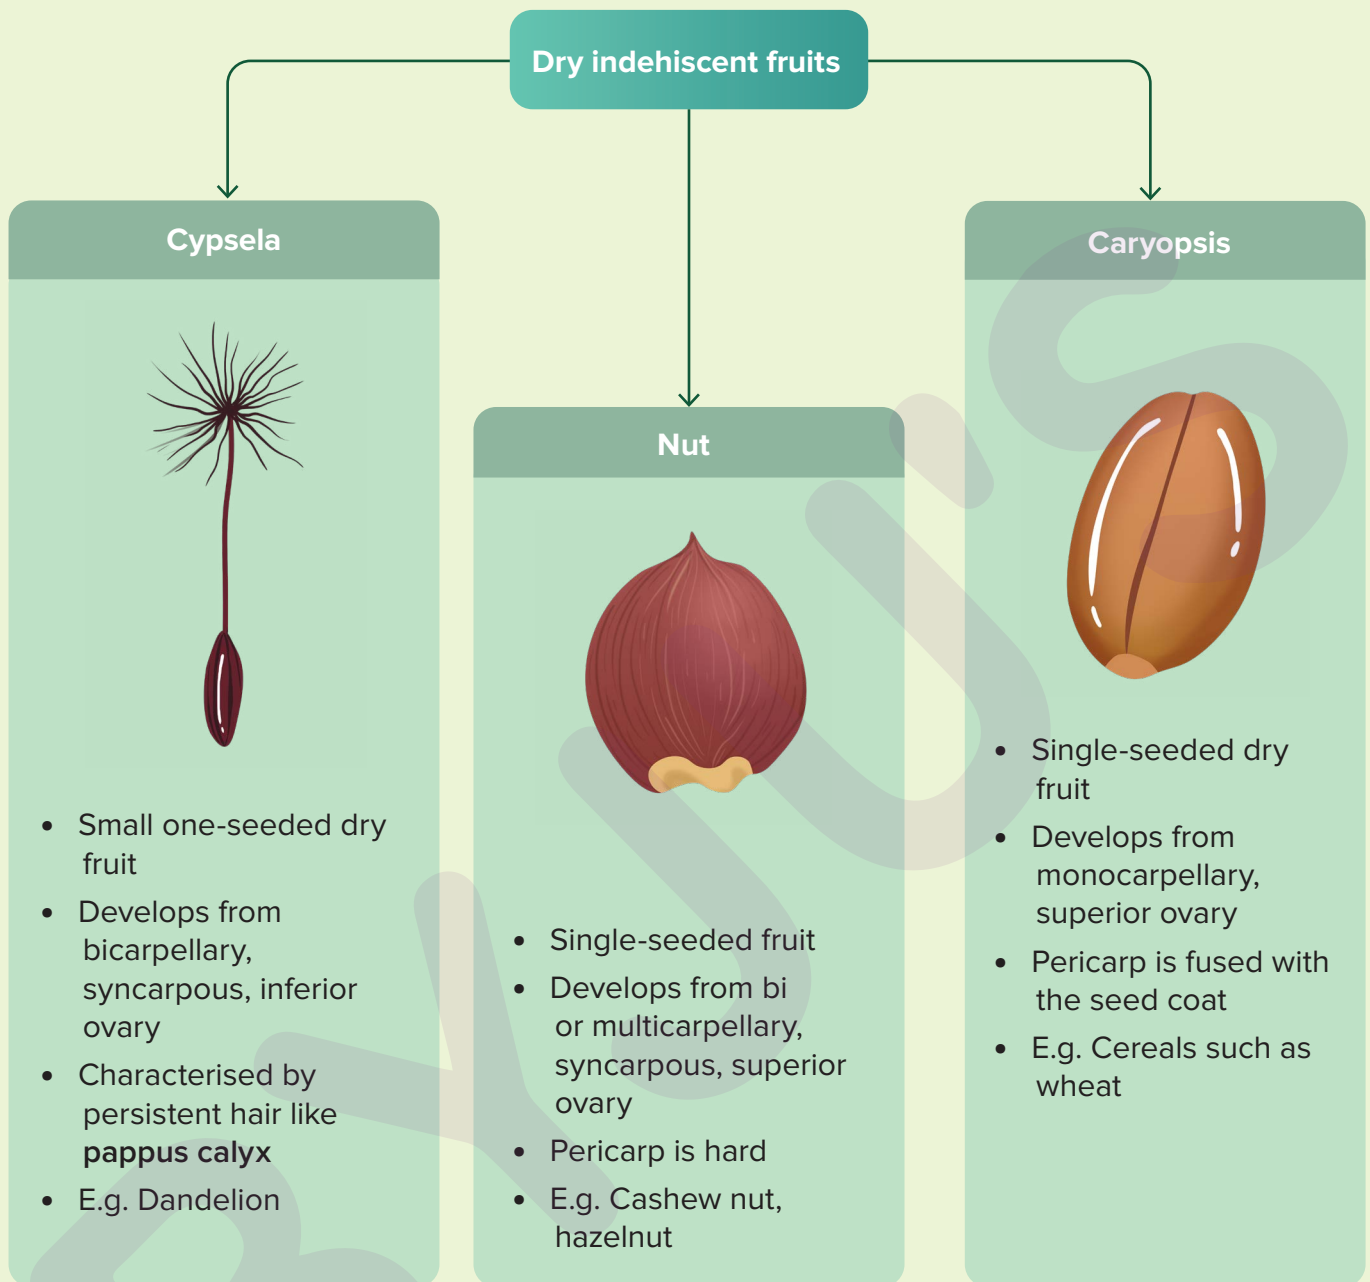 Dry indehiscent fruits
Cypsela
• Small one-seeded dry
fruit
• Develops from
bicarpellary,
syncarpous, inferior
ovary
• Characterised by
persistent hair like
pappus calyx
• E.g. Dandelion
Nut
• Single-seeded fruit
• Develops from bi
or multicarpellary,
syncarpous, superior
ovary
• Pericarp is hard
• E.g. Cashew nut,
hazelnut
Caryopsis
• Single-seeded dry
fruit
• Develops from
monocarpellary,
superior ovary
• Pericarp is fused with
the seed coat
• E.g. Cereals such as
wheat
BYJU'S